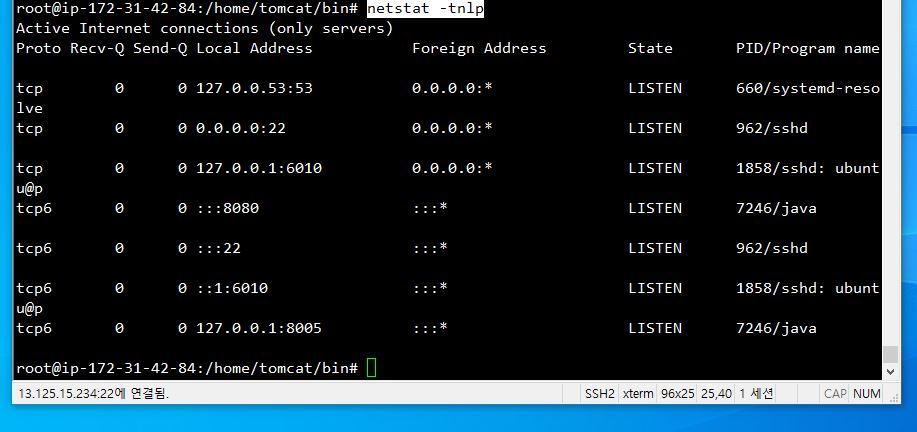 root@ip-172-31-42-84:/home/tomcat/bin# netstat -tnlp
Active Internet connections (only servers)
Proto Recv-Q Send-Q Local Address           Foreign Address         State       PID/Program name
tcp        0      0 127.0.0.53:53           0.0.0.0:*               LISTEN      660/systemd-reso
lve
tcp        0      0 0.0.0.0:22              0.0.0.0:*               LISTEN      962/sshd
tcp        0      0 127.0.0.1:6010          0.0.0.0:*               LISTEN      1858/sshd: ubunt
u@p
tcp6       0      0 :::8080                 :::*                    LISTEN      7246/java
tcp6       0      0 :::22                   :::*                    LISTEN      962/sshd
tcp6       0      0 ::1:6010                :::*                    LISTEN      1858/sshd: ubunt
u@p
tcp6       0      0 127.0.0.1:8005          :::*                    LISTEN      7246/java
root@ip-172-31-42-84:/home/tomcat/bin#
13.125.15.234:22에 연결됨. SSH2 xterm 96x25 25,40 1 세션 CAP NUM